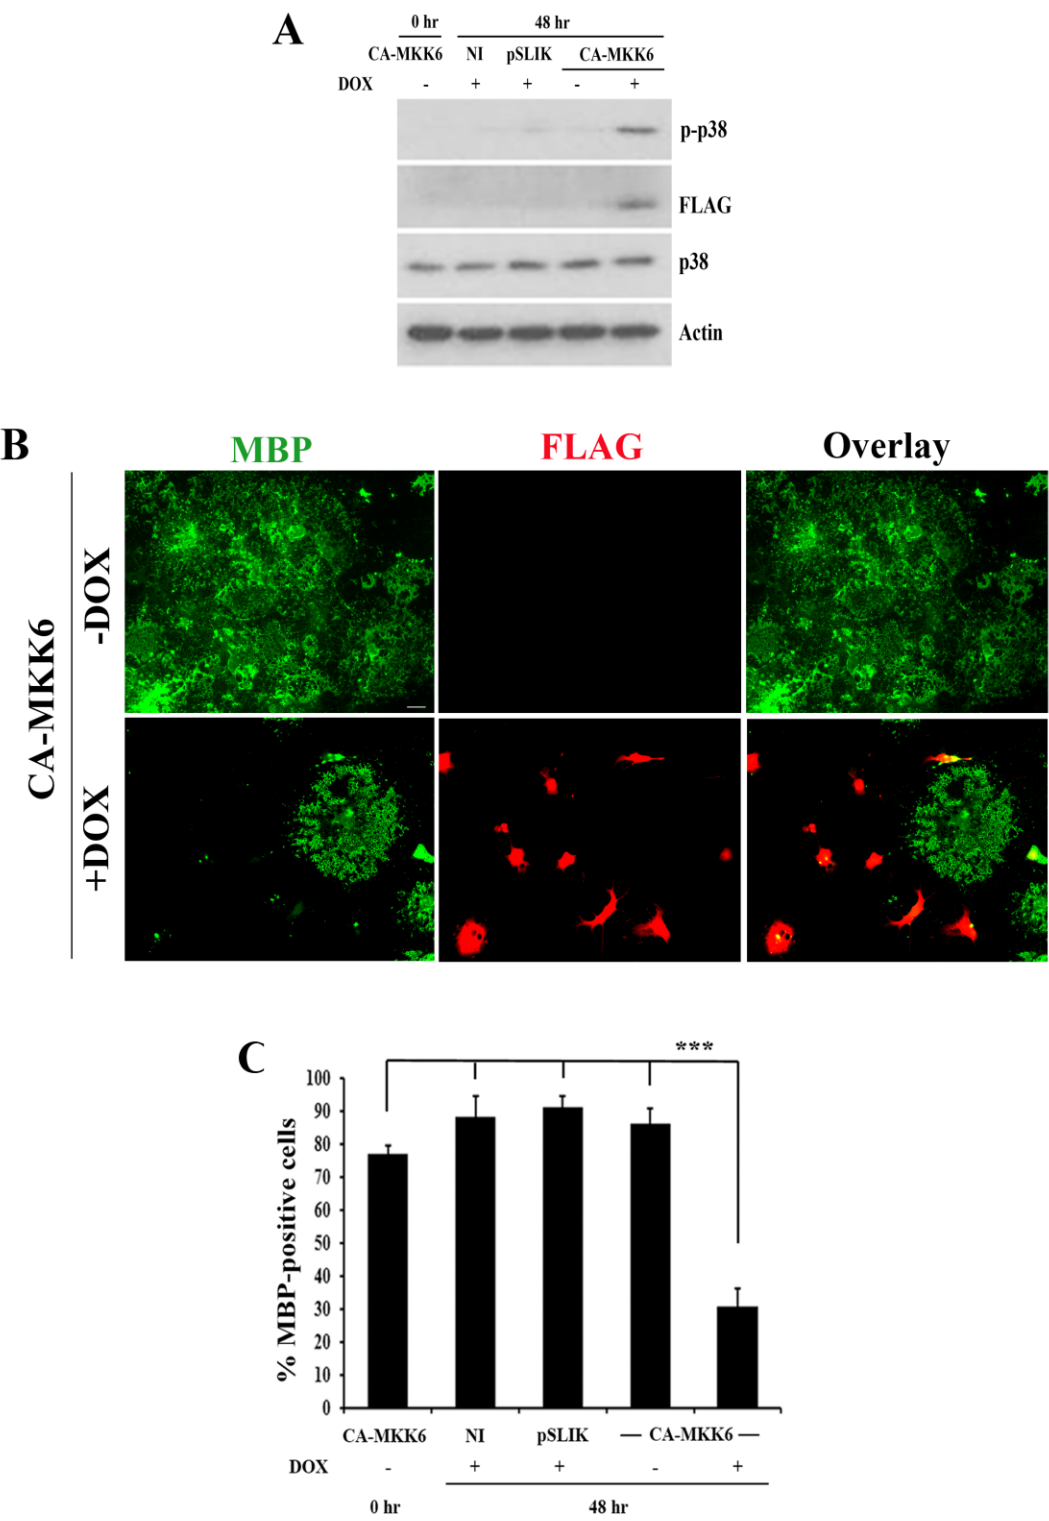 A
0 hr 48 hr
CA-MKK6 NI pSLIK CA-MKK6
DOX - + + - +
p-p38
FLAG
p38
Actin
B
MBP FLAG Overlay
CA-MKK6
-DOX
+DOX
C
***
100
90
80
70
60
50
40
30
20
10
0
% MBP-positive cells
CA-MKK6 NI pSLIK — CA-MKK6 —
DOX - + + - +
0 hr 48 hr